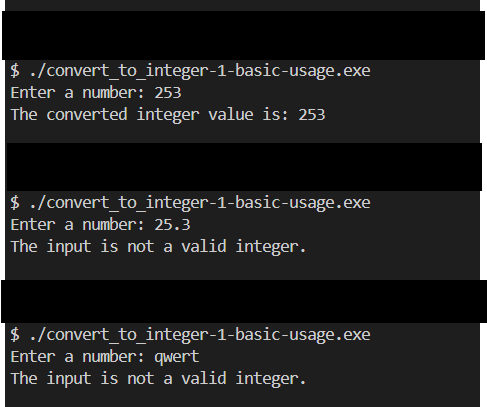 $ ./convert_to_integer-1-basic-usage.exe
Enter a number: 253
The converted integer value is: 253
$ ./convert_to_integer-1-basic-usage.exe
Enter a number: 25.3
The input is not a valid integer.
$ ./convert_to_integer-1-basic-usage.exe
Enter a number: qwert
The input is not a valid integer.